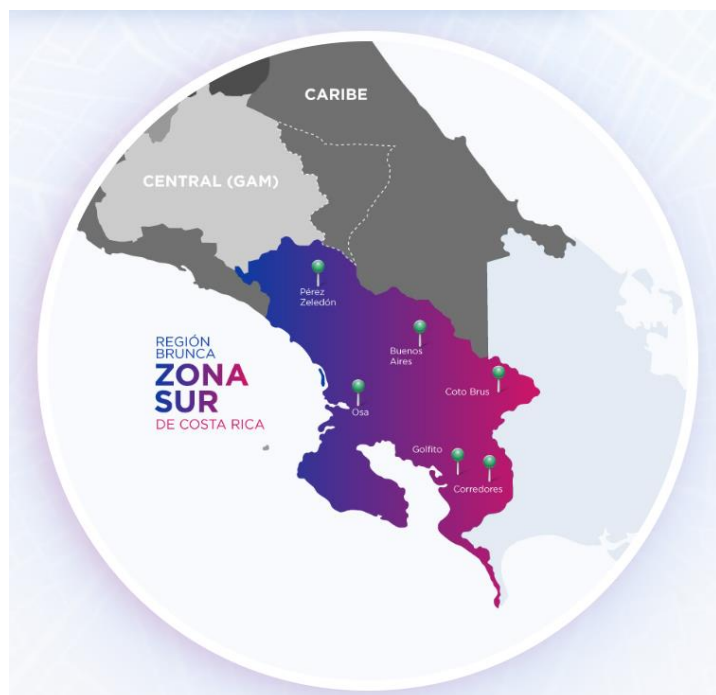 CARIBE
CENTRAL (GAM)
Pérez
Zeledón
Buenos
Aires
Coto Brus
Osa
Golfito
Corredores
REGIÓN
BRUNCA
ZONA
SUR
DE COSTA RICA